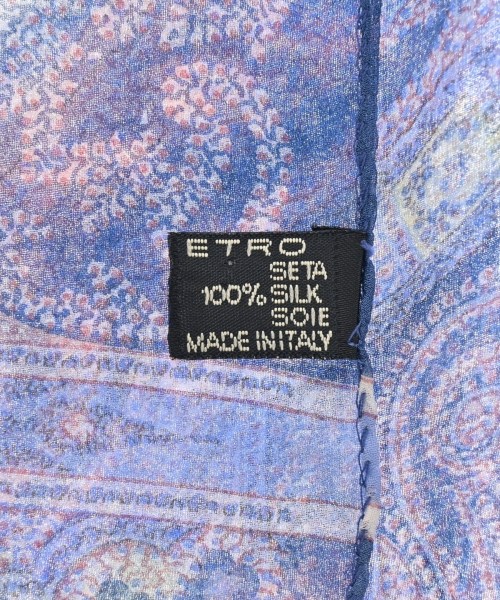 ETRO
SETA
100% SILK
SOIE
MADE IN ITALY